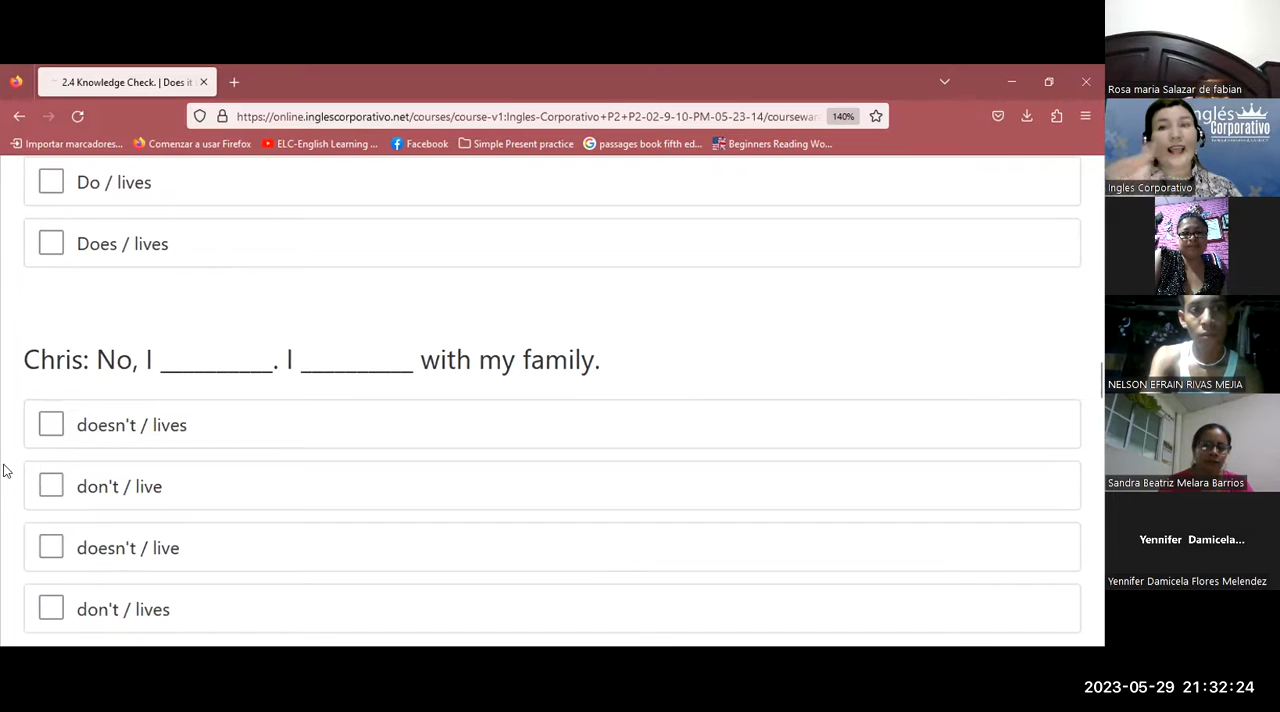 2.4 Knowledge Check. | Does it
https://online.inglescorporativo.net/courses/course-v1:Ingles-Corporativo+P2+P2-02-9-10-PM-05-23-14/coursewar
140%
Importar marcadores...
Comenzar a usar Firefox
ELC-English Learning ...
Facebook
Simple Present practice
passages book fifth ed...
Beginners Reading Wo...
Do / lives
Does / lives
Chris: No, I __________. I __________ with my family.
doesn't / lives
don't / live
doesn't / live
don't / lives
Rosa maria Salazar de fabian
Inglés
Corporativo
Ingles Corporativo
NELSON EFRAIN RIVAS MEJIA
Sandra Beatriz Melara Barrios
Yennifer Damicela...
Yennifer Damicela Flores Melendez
2023-05-29 21:32:24